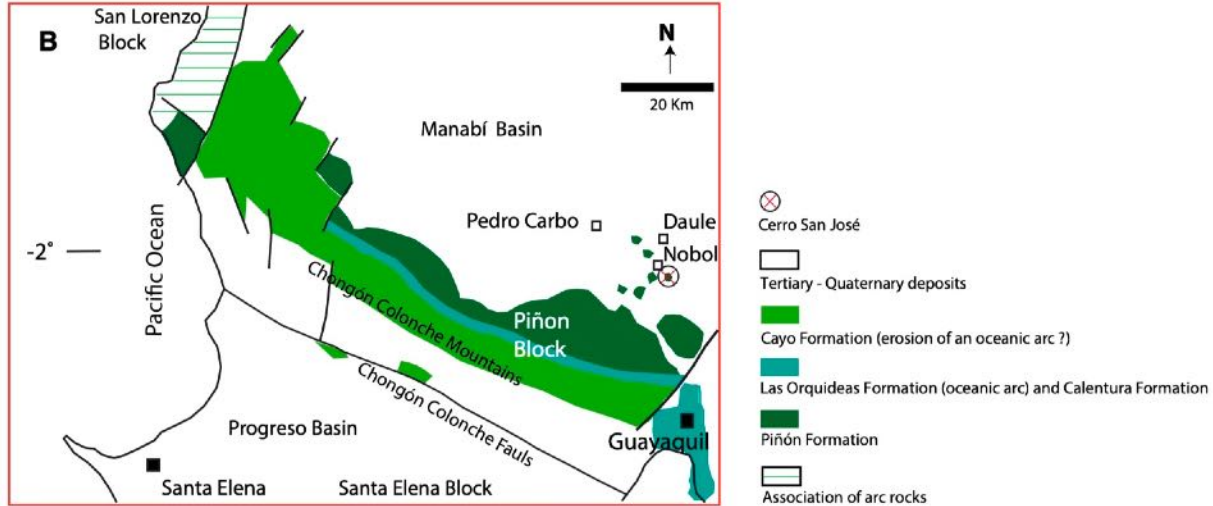 San Lorenzo
Block
B
N
20 Km
Manabí Basin
Pedro Carbo
Daule
Nobol
-2°
Pacific Ocean
Chongón Colonche Mountains
Piñon
Block
Chongón Colonche Fauls
Progreso Basin
Guayaquil
Santa Elena
Santa Elena Block
Cerro San José
Tertiary - Quaternary deposits
Cayo Formation (erosion of an oceanic arc ?)
Las Orquideas Formation (oceanic arc) and Calentura Formation
Piñón Formation
Association of arc rocks